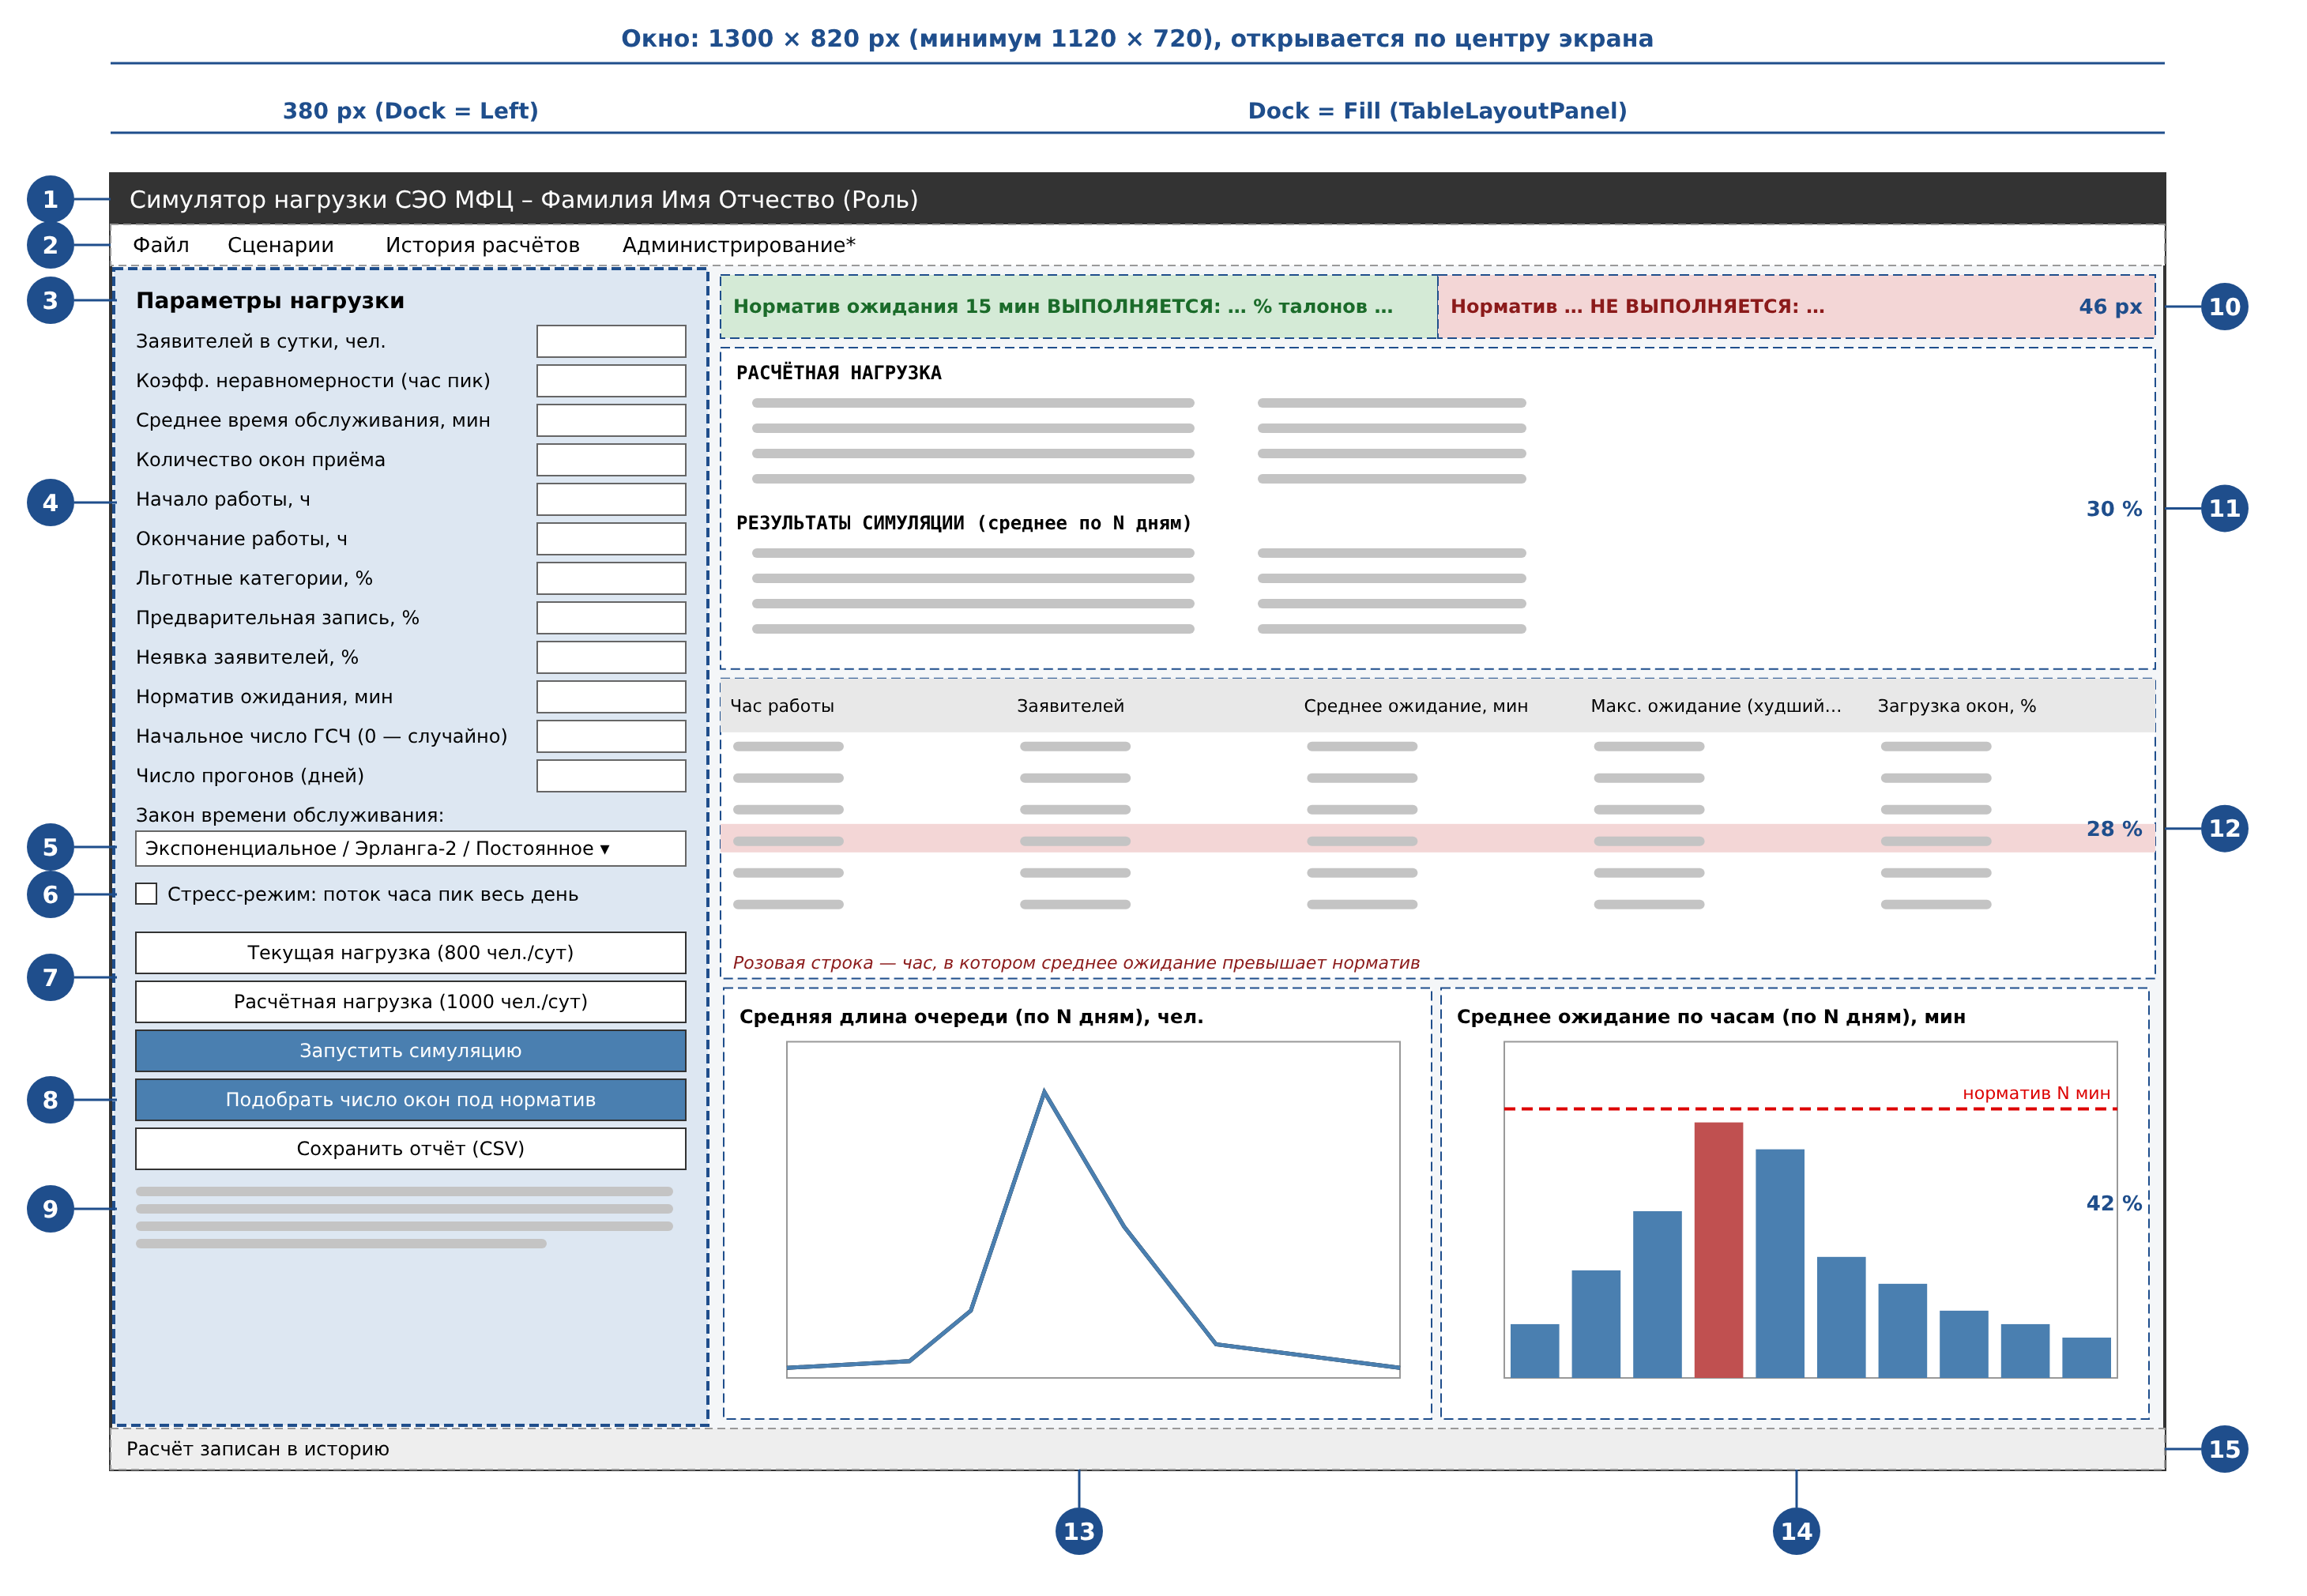 Окно: 1300 × 820 px (минимум 1120 × 720), открывается по центру экрана
380 px (Dock = Left)
Dock = Fill (TableLayoutPanel)
1
Симулятор нагрузки СЭО МФЦ – Фамилия Имя Отчество (Роль)
2
Файл Сценарии История расчётов Администрирование*
3
Параметры нагрузки
Заявителей в сутки, чел.
Коэфф. неравномерности (час пик)
Среднее время обслуживания, мин
Количество окон приёма
4
Начало работы, ч
Окончание работы, ч
Льготные категории, %
Предварительная запись, %
Неявка заявителей, %
Норматив ожидания, мин
Начальное число ГСЧ (0 — случайно)
Число прогонов (дней)
Закон времени обслуживания:
5
Экспоненциальное / Эрланга-2 / Постоянное ▾
6
Стресс-режим: поток часа пик весь день
Текущая нагрузка (800 чел./сут)
7
Расчётная нагрузка (1000 чел./сут)
Запустить симуляцию
8
Подобрать число окон под норматив
Сохранить отчёт (CSV)
9
Норматив ожидания 15 мин ВЫПОЛНЯЕТСЯ: … % талонов …
Норматив … НЕ ВЫПОЛНЯЕТСЯ: …
46 px
10
РАСЧЁТНАЯ НАГРУЗКА
30 %
11
РЕЗУЛЬТАТЫ СИМУЛЯЦИИ (среднее по N дням)
Час работы Заявителей Среднее ожидание, мин Макс. ожидание (худший… Загрузка окон, %
28 %
12
Розовая строка — час, в котором среднее ожидание превышает норматив
Средняя длина очереди (по N дням), чел.
Среднее ожидание по часам (по N дням), мин
норматив N мин
42 %
Расчёт записан в историю
15
13
14